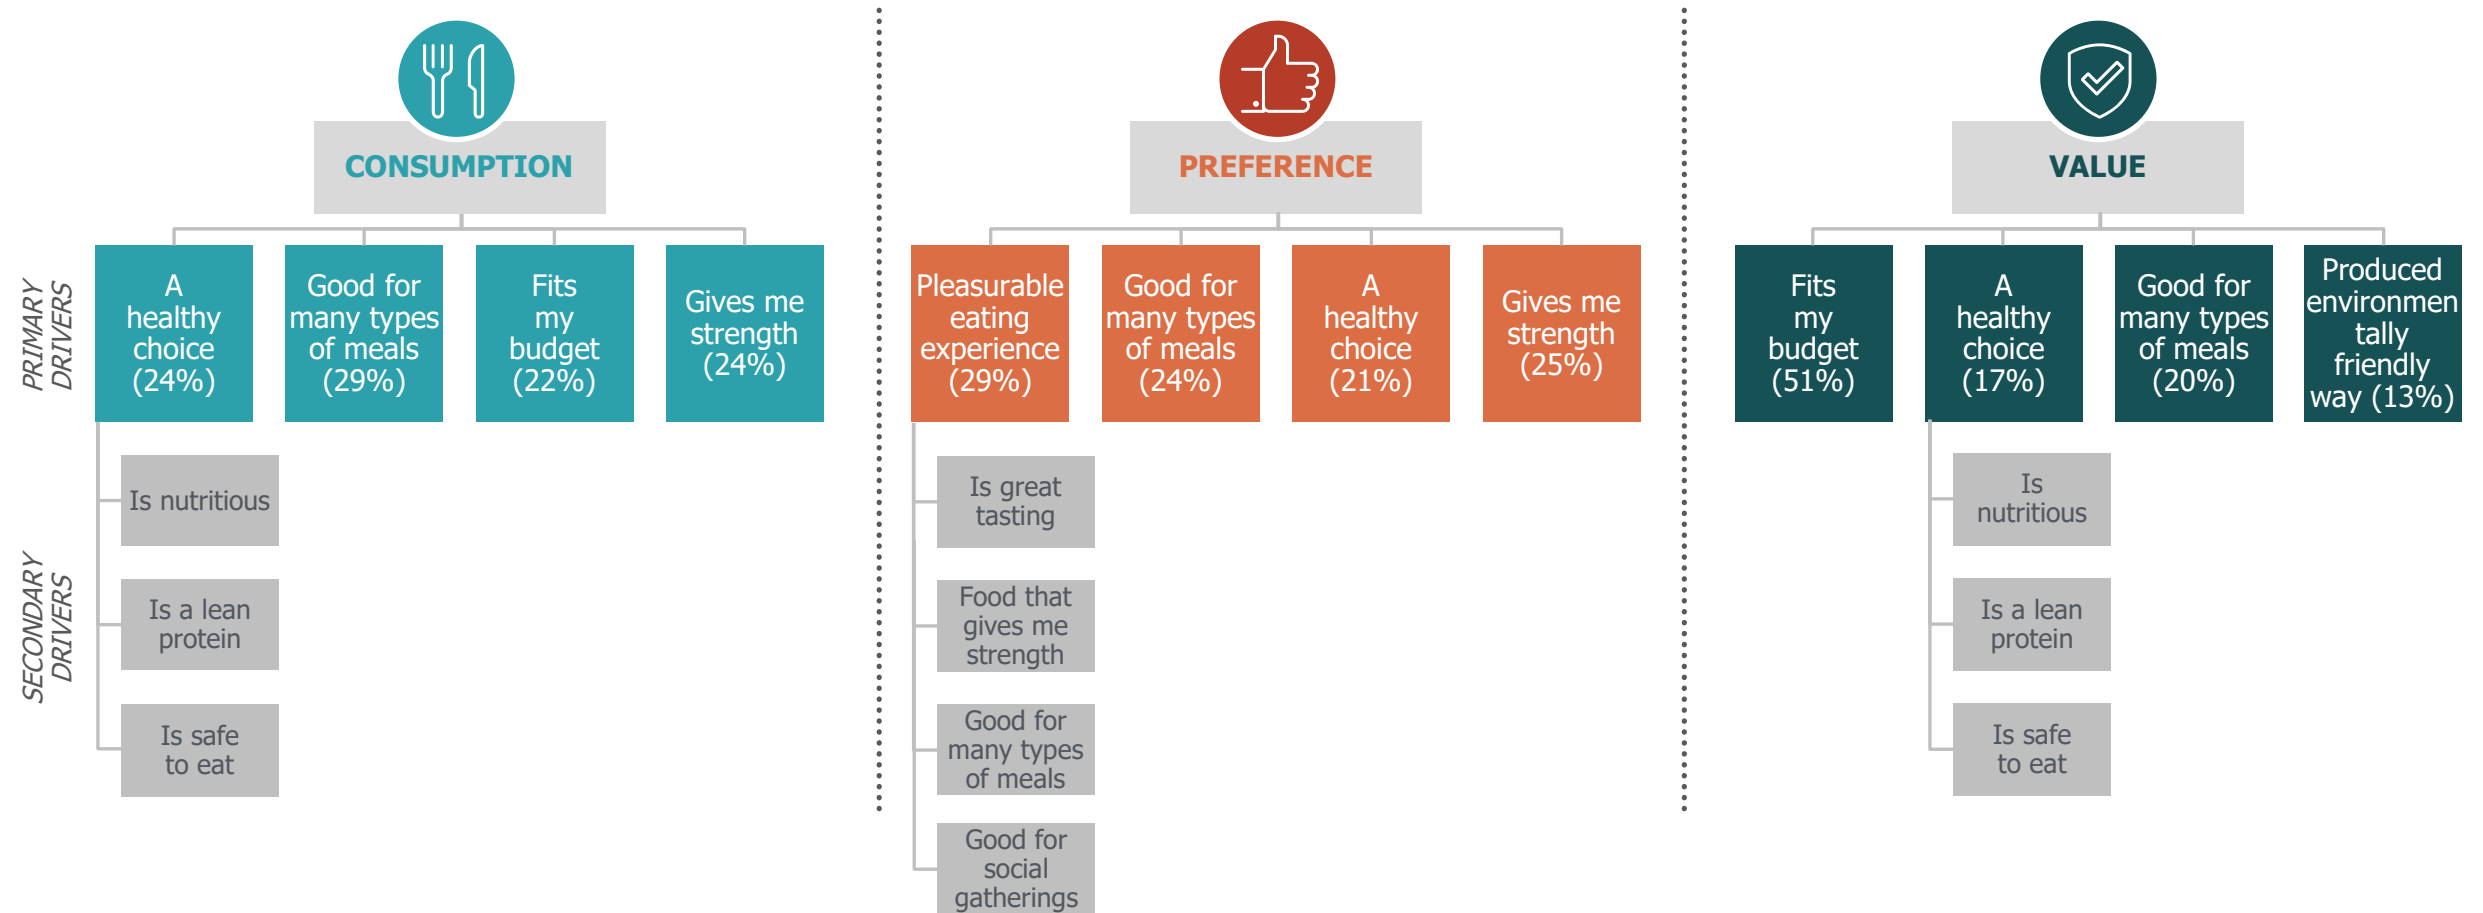 CONSUMPTION
PREFERENCE
VALUE
PRIMARY
DRIVERS
A
healthy
choice
(24%)
Good for
many types
of meals
(29%)
Fits
my
budget
(22%)
Gives me
strength
(24%)
Pleasurable
eating
experience
(29%)
Good for
many types
of meals
(24%)
A
healthy
choice
(21%)
Gives me
strength
(25%)
Fits
my
budget
(51%)
A
healthy
choice
(17%)
Good for
many types
of meals
(20%)
Produced
environmen
tally
friendly
way (13%)
SECONDARY
DRIVERS
Is nutritious
Is a lean
protein
Is safe
to eat
Is great
tasting
Food that
gives me
strength
Good for
many types
of meals
Good for
social
gatherings
Is
nutritious
Is a lean
protein
Is safe
to eat